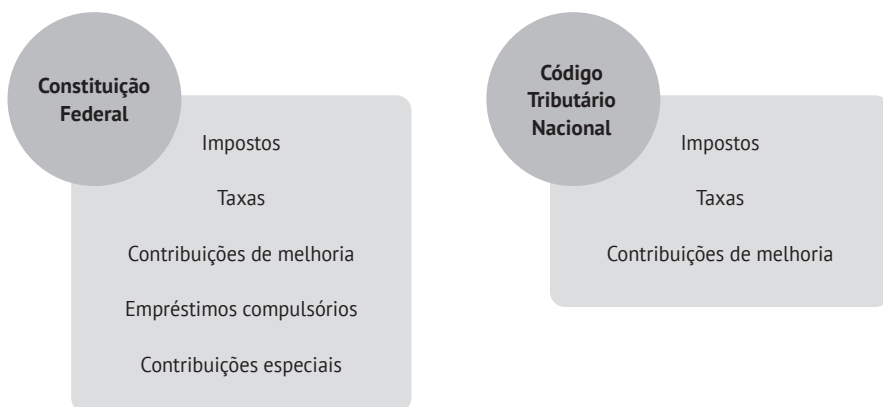 Constituição
Federal
Impostos
Taxas
Contribuições de melhoria
Empréstimos compulsórios
Contribuições especiais
Código
Tributário
Nacional
Impostos
Taxas
Contribuições de melhoria